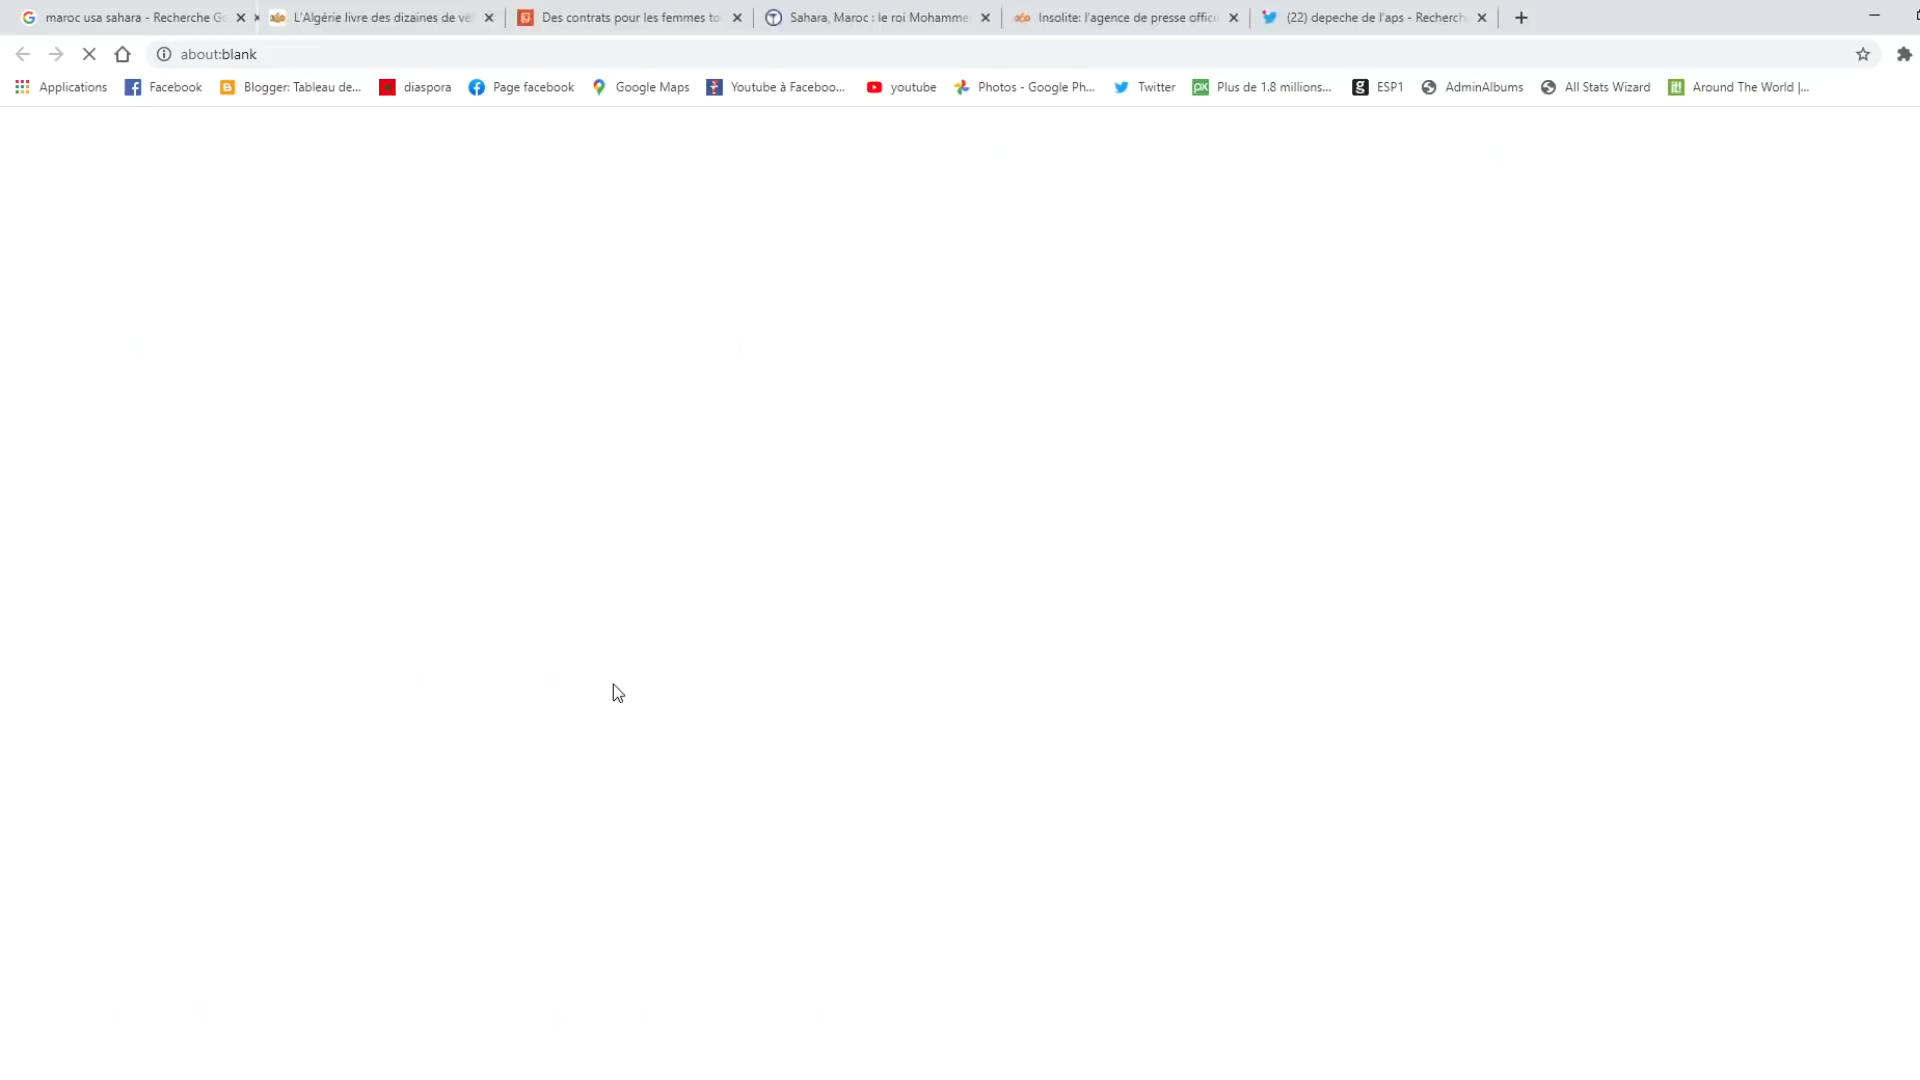 maroc usa sahara - Recherche G
L'Algérie livre des dizaines de vé
Des contrats pour les femmes to
Sahara, Maroc : le roi Mohamme
Insolite: l'agence de presse offic
(22) depeche de l'aps - Recherch
about:blank
Applications
Facebook
Blogger: Tableau de...
diaspora
Page facebook
Google Maps
Youtube à Faceboo...
youtube
Photos - Google Ph...
Twitter
px
Plus de 1.8 millions...
g
ESP1
AdminAlbums
All Stats Wizard
it!
Around The World |...